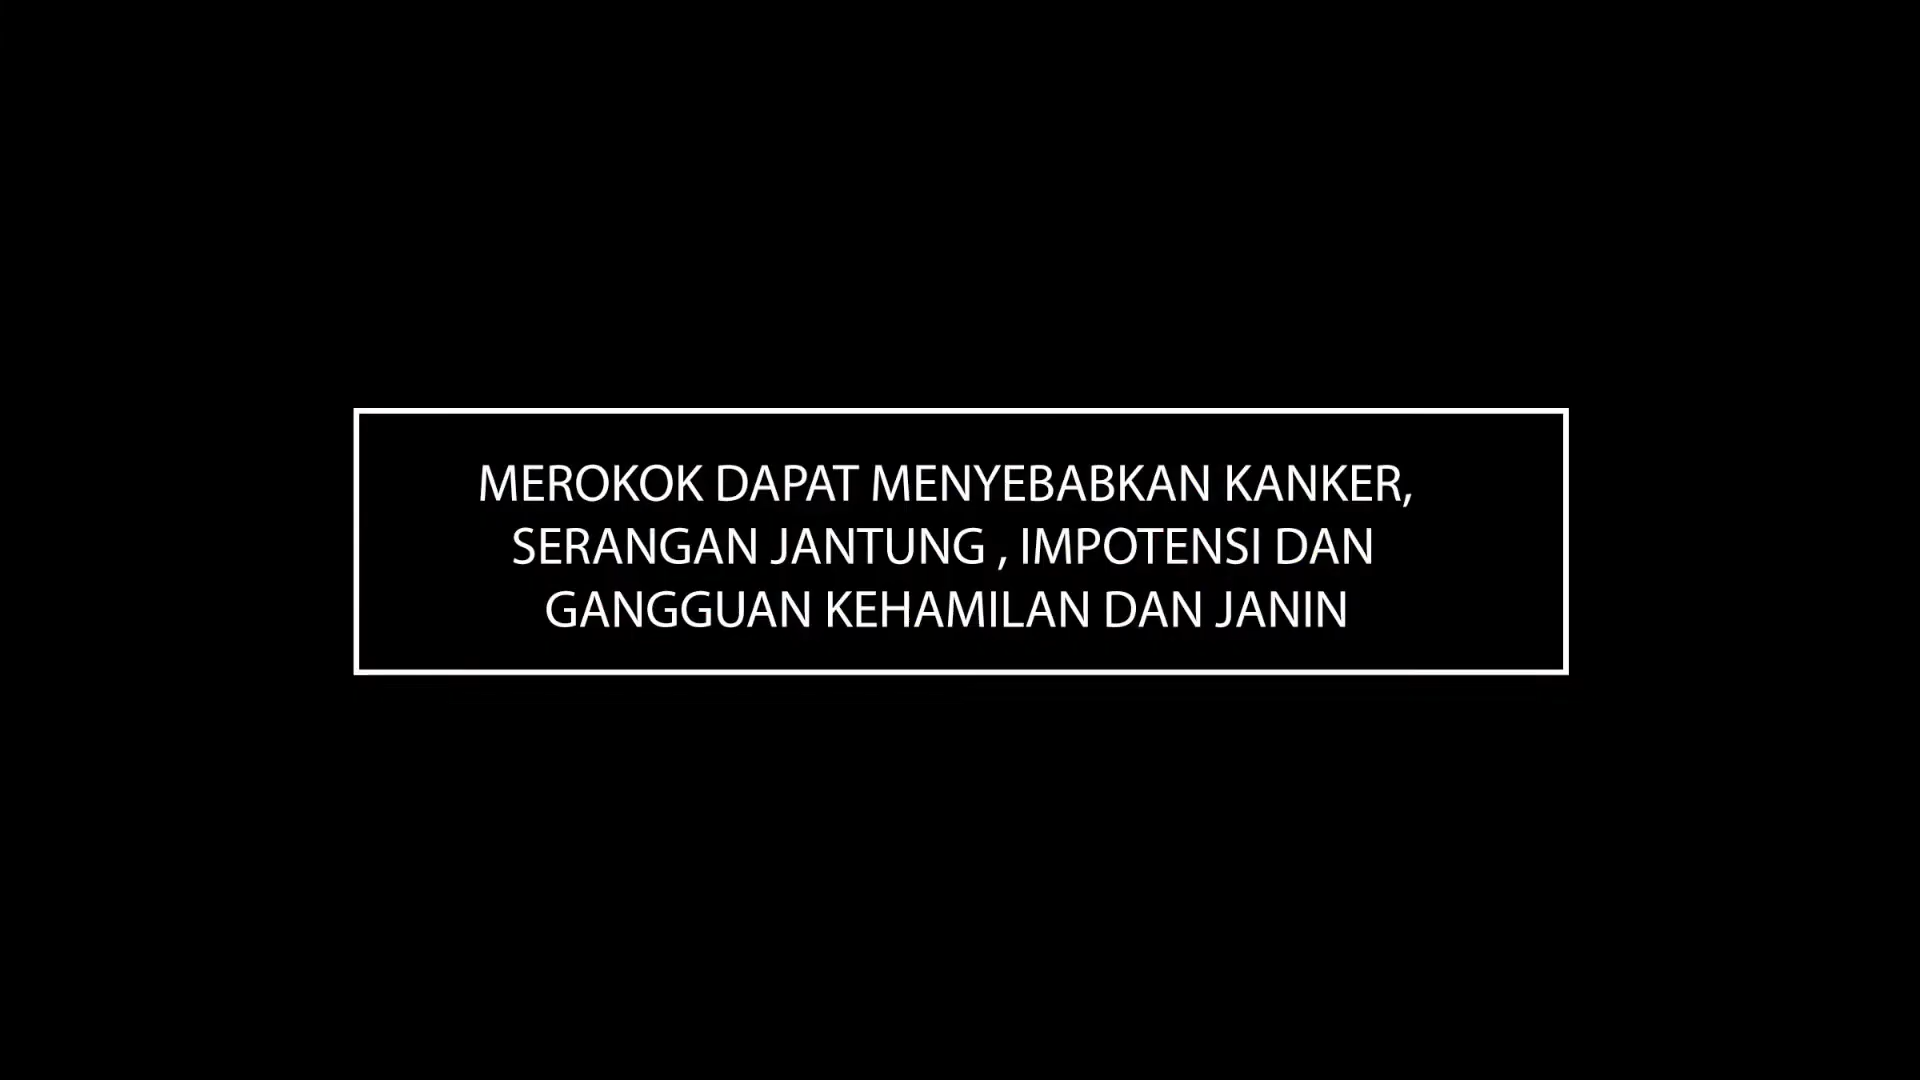 MEROKOK DAPAT MENYEBABKAN KANKER,
SERANGAN JANTUNG , IMPOTENSI DAN
GANGGUAN KEHAMILAN DAN JANIN